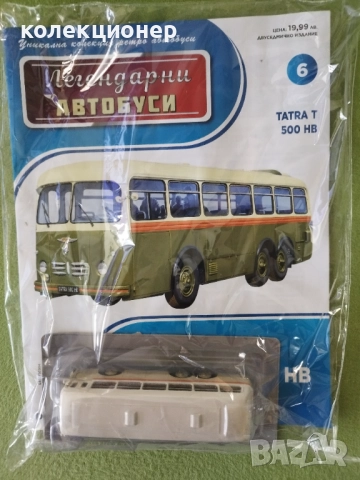 колекционер
Уникална колекция ретро автобуси
ЦЕНА 19,99 лв.
ДВУСЕДМИЧНО ИЗДАНИЕ
Легендарни
АВТОБУСИ
6
TATRA T
500 HB
HB
bazar